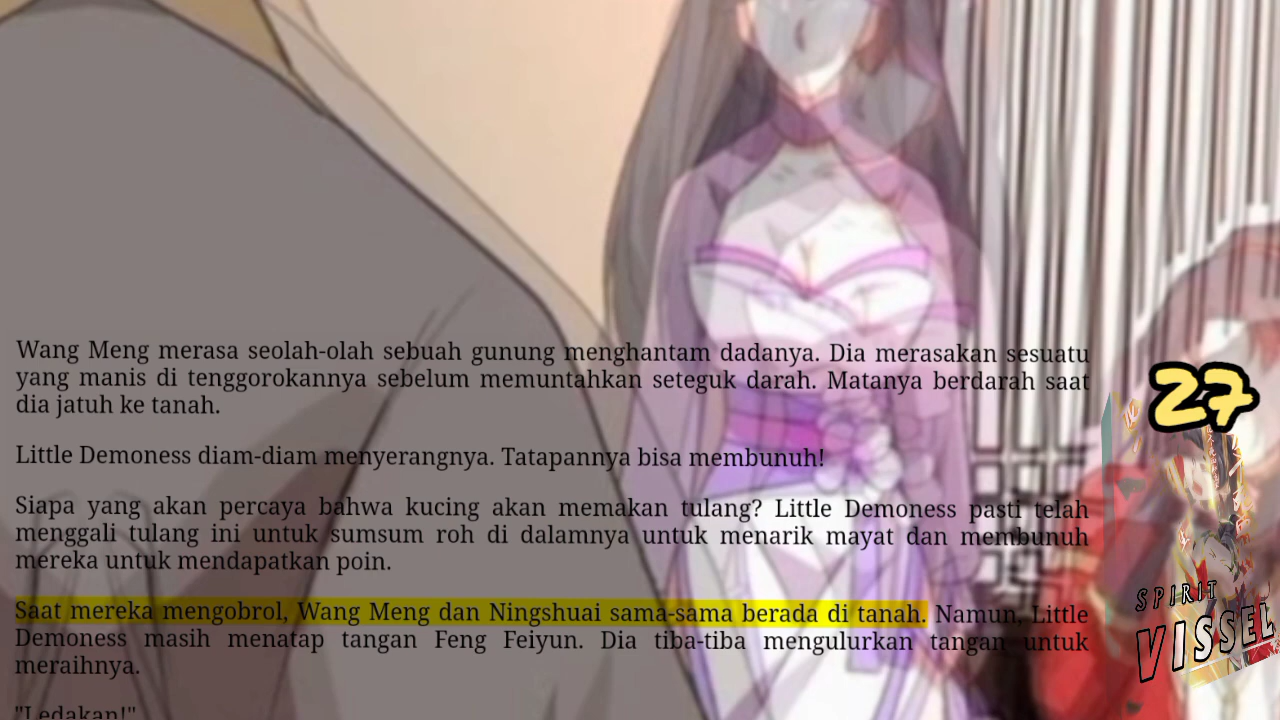 Wang Meng merasa seolah-olah sebuah gunung menghantam dadanya. Dia merasakan sesuatu
yang manis di tenggorokannya sebelum memuntahkan seteguk darah. Matanya berdarah saat
dia jatuh ke tanah.
Little Demoness diam-diam menyerangnya. Tatapannya bisa membunuh!
Siapa yang akan percaya bahwa kucing akan memakan tulang? Little Demoness pasti telah
menggali tulang ini untuk sumsum roh di dalamnya untuk menarik mayat dan membunuh
mereka untuk mendapatkan poin.
Saat mereka mengobrol, Wang Meng dan Ningshuai sama-sama berada di tanah. Namun, Little
Demoness masih menatap tangan Feng Feiyun. Dia tiba-tiba mengulurkan tangan untuk
meraihnya.
"Ledakan!"
27
SPIRIT
VISSEL